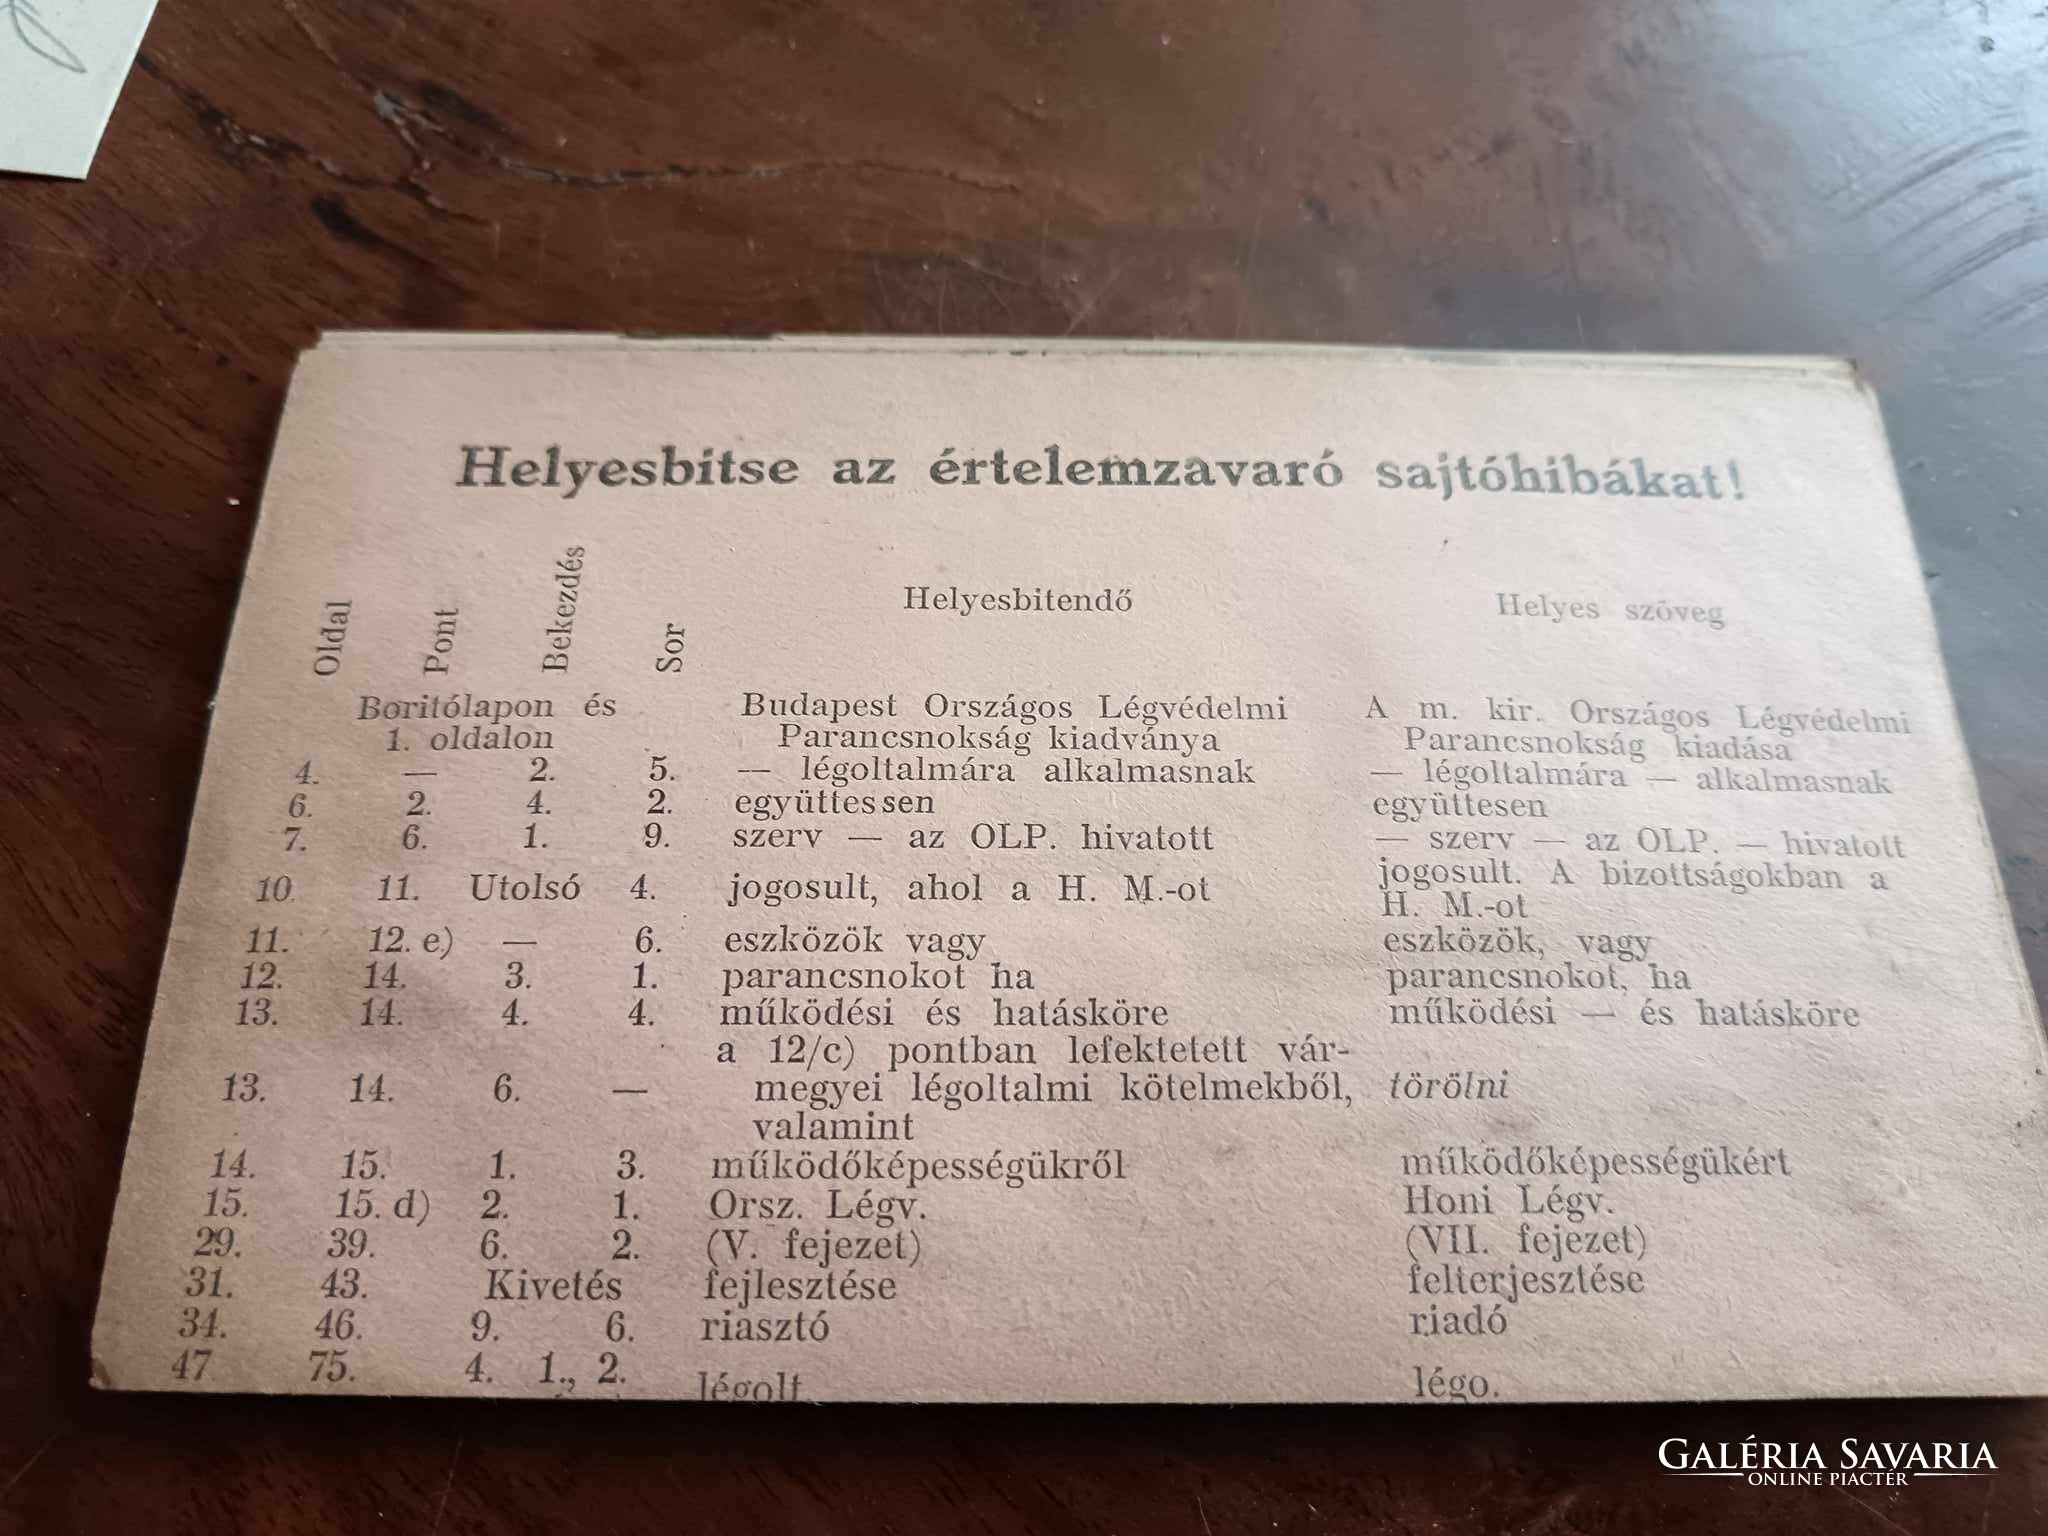 Helyesbitse az értelemzavaró sajtóhibákat!
Oldal Pont Bekezdés Sor Helyesbitendő Helyes szöveg
Boritólapon és Budapest Országos Légvédelmi A m. kir. Országos Légvédelmi
1. oldalon Parancsnokság kiadványa Parancsnokság kiadása
4. — 2. 5. — légoltalmára alkalmasnak — légoltalmára — alkalmasnak
6. 2. 4. 2. együttessen együttesen
7. 6. 1. 9. szerv — az OLP. hivatott — szerv — az OLP. — hivatott
10. 11. Utolsó 4. jogosult, ahol a H. M.-ot jogosult. A bizottságokban a
H. M.-ot
11. 12. e) — 6. eszközök vagy eszközök, vagy
12. 14. 3. 1. parancsnokot ha parancsnokot, ha
13. 14. 4. 4. működési és hatásköre működési — és hatásköre
a 12/c) pontban lefektetett vár-
13. 14. 6. — megyei légoltalmi kötelmekből, törölni
valamint
14. 15. 1. 3. működőképességükről működőképességükért
15. 15. d) 2. 1. Orsz. Légv. Honi Légv.
29. 39. 6. 2. (V. fejezet) (VII. fejezet)
31. 43. Kivetés fejlesztése felterjesztése
34. 46. 9. 6. riasztó riadó
47 75. 4. 1., 2. légolt. légo.
GALÉRIA SAVARIA
ONLINE PIACTÉR